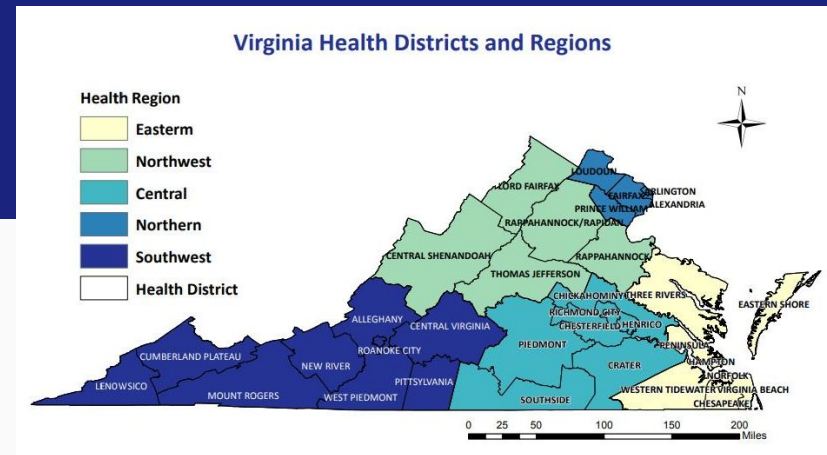 Virginia Health Districts and Regions
Health Region
Easterm
Northwest
Central
Northern
Southwest
Health District
N
LOUDOUN
LORD FAIRFAX
FAIRFAX
ARLINGTON
PRINCE WILLIAM
ALEXANDRIA
RAPPAHANNOCK/RAPIDAN
CENTRAL SHENANDOAH
RAPPAHANNOCK
THOMAS JEFFERSON
CHICKAHOMINY
THREE RIVERS
EASTERN SHORE
ALLEGHANY
RICHMOND CITY
CENTRAL VIRGINIA
CHESTERFIELD
HENRICO
ROANOKE CITY
PIEDMONT
PENINSULA
CUMBERLAND PLATEAU
NEW RIVER
HAMPTON
CRATER
NORFOLK
LENOWISCO
PITTSYLVANIA
WESTERN TIDEWATER
VIRGINIA BEACH
MOUNT ROGERS
WEST PIEDMONT
SOUTHSIDE
CHESAPEAKE
0 25 50 100 150 200
Miles